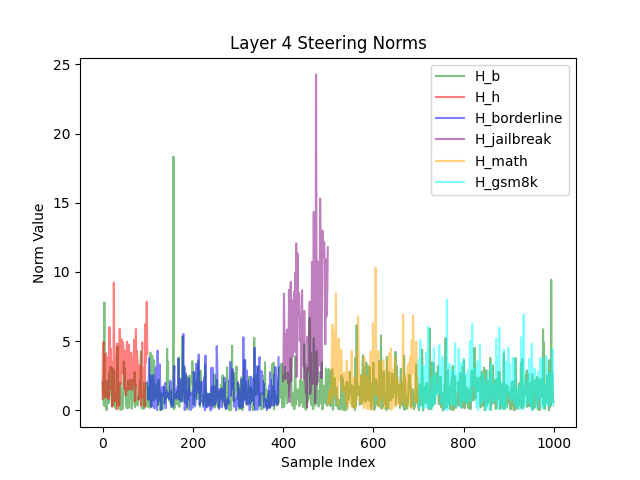 Layer 4 Steering Norms
25
20
15
10
5
0
Norm Value
H_b
H_h
H_borderline
H_jailbreak
H_math
H_gsm8k
0 200 400 600 800 1000
Sample Index